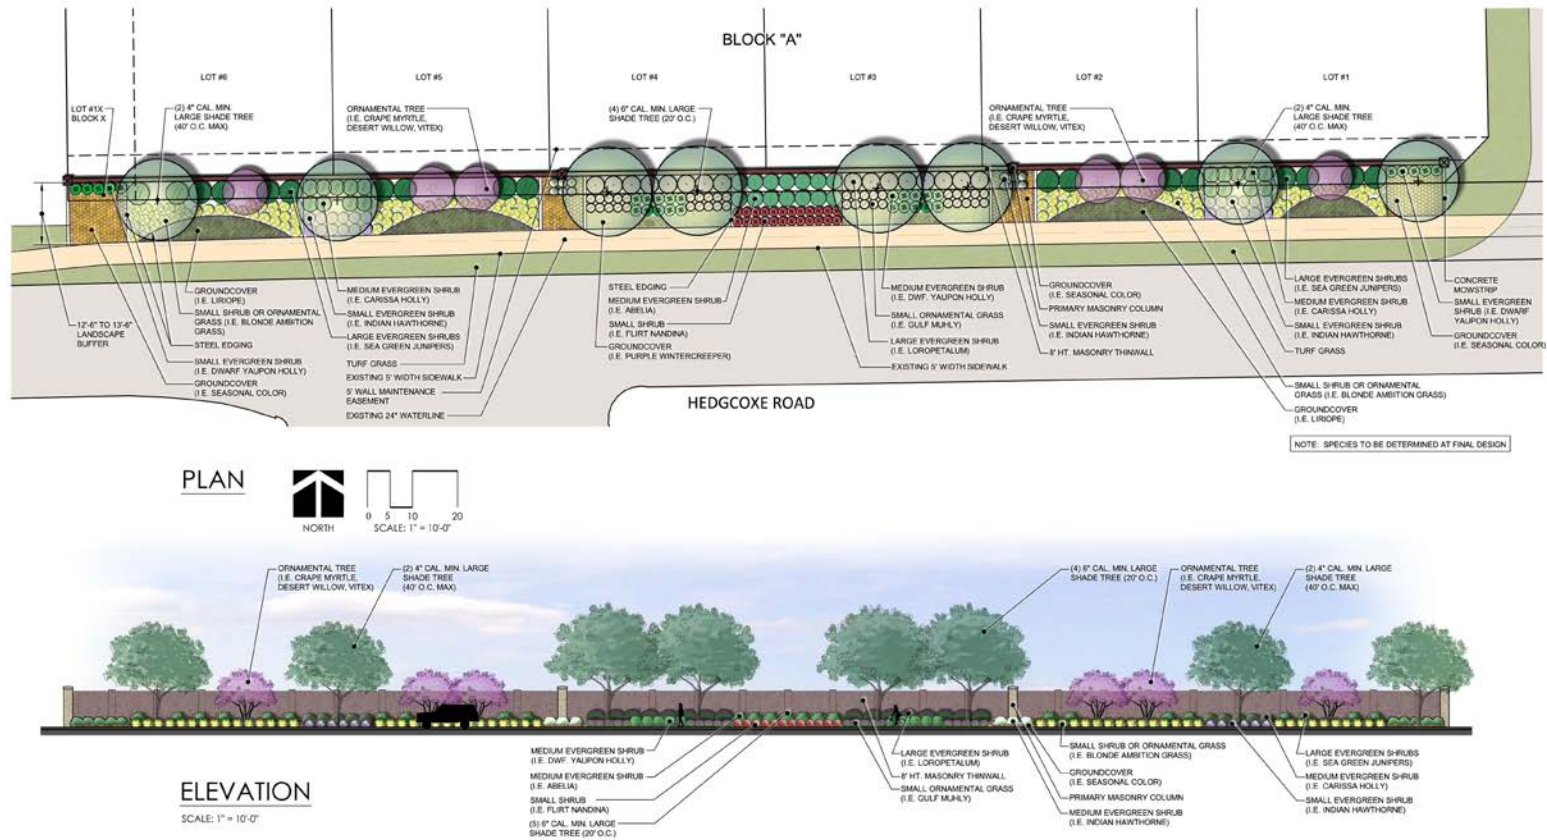 BLOCK "A"
LOT #6
LOT #5
LOT #4
LOT #3
LOT #2
LOT #1
LOT #1X
BLOCK X
(2) 4" CAL. MIN.
LARGE SHADE TREE
(40' O.C. MAX)
ORNAMENTAL TREE
(I.E. CRAPE MYRTLE,
DESERT WILLOW, VITEX)
(4) 6" CAL. MIN. LARGE
SHADE TREE (20' O.C.)
ORNAMENTAL TREE
(I.E. CRAPE MYRTLE,
DESERT WILLOW, VITEX)
(2) 4" CAL. MIN.
LARGE SHADE TREE
(40' O.C. MAX)
12'-6" TO 13'-6"
LANDSCAPE
BUFFER
GROUNDCOVER
(I.E. LIRIOPE)
SMALL SHRUB OR ORNAMENTAL
GRASS (I.E. BLONDE AMBITION
GRASS)
STEEL EDGING
SMALL EVERGREEN SHRUB
(I.E. DWARF YAUPON HOLLY)
GROUNDCOVER
(I.E. SEASONAL COLOR)
MEDIUM EVERGREEN SHRUB
(I.E. CARISSA HOLLY)
SMALL EVERGREEN SHRUB
(I.E. INDIAN HAWTHORNE)
LARGE EVERGREEN SHRUBS
(I.E. SEA GREEN JUNIPERS)
TURF GRASS
EXISTING 5' WIDTH SIDEWALK
5' WALL MAINTENANCE
EASEMENT
EXISTING 24" WATERLINE
STEEL EDGING
MEDIUM EVERGREEN SHRUB
(I.E. ABELIA)
SMALL SHRUB
(I.E. FLIRT NANDINA)
GROUNDCOVER
(I.E. PURPLE WINTERCREEPER)
MEDIUM EVERGREEN SHRUB
(I.E. DWF. YAUPON HOLLY)
SMALL ORNAMENTAL GRASS
(I.E. GULF MUHLY)
LARGE EVERGREEN SHRUB
(I.E. LOROPETALUM)
EXISTING 5' WIDTH SIDEWALK
GROUNDCOVER
(I.E. SEASONAL COLOR)
PRIMARY MASONRY COLUMN
SMALL EVERGREEN SHRUB
(I.E. INDIAN HAWTHORNE)
8' HT. MASONRY THINWALL
LARGE EVERGREEN SHRUBS
(I.E. SEA GREEN JUNIPERS)
MEDIUM EVERGREEN SHRUB
(I.E. CARISSA HOLLY)
SMALL EVERGREEN SHRUB
(I.E. INDIAN HAWTHORNE)
TURF GRASS
SMALL SHRUB OR ORNAMENTAL
GRASS (I.E. BLONDE AMBITION GRASS)
GROUNDCOVER
(I.E. LIRIOPE)
CONCRETE
MOWSTRIP
SMALL EVERGREEN
SHRUB (I.E. DWARF
YAUPON HOLLY)
GROUNDCOVER
(I.E. SEASONAL COLOR)
HEDGCOXE ROAD
NOTE: SPECIES TO BE DETERMINED AT FINAL DESIGN
PLAN
NORTH
0 5 10 20
SCALE: 1" = 10'-0"
ORNAMENTAL TREE
(I.E. CRAPE MYRTLE,
DESERT WILLOW, VITEX)
(2) 4" CAL. MIN. LARGE
SHADE TREE
(40' O.C. MAX)
(4) 6" CAL. MIN. LARGE
SHADE TREE (20' O.C.)
ORNAMENTAL TREE
(I.E. CRAPE MYRTLE,
DESERT WILLOW, VITEX)
(2) 4" CAL. MIN. LARGE
SHADE TREE
(40' O.C. MAX)
MEDIUM EVERGREEN SHRUB
(I.E. DWF. YAUPON HOLLY)
MEDIUM EVERGREEN SHRUB
(I.E. ABELIA)
SMALL SHRUB
(I.E. FLIRT NANDINA)
(5) 6" CAL. MIN. LARGE
SHADE TREE (20' O.C.)
LARGE EVERGREEN SHRUB
(I.E. LOROPETALUM)
8' HT. MASONRY THINWALL
SMALL ORNAMENTAL GRASS
(I.E. GULF MUHLY)
SMALL SHRUB OR ORNAMENTAL GRASS
(I.E. BLONDE AMBITION GRASS)
GROUNDCOVER
(I.E. SEASONAL COLOR)
PRIMARY MASONRY COLUMN
MEDIUM EVERGREEN SHRUB
(I.E. INDIAN HAWTHORNE)
LARGE EVERGREEN SHRUBS
(I.E. SEA GREEN JUNIPERS)
MEDIUM EVERGREEN SHRUB
(I.E. CARISSA HOLLY)
SMALL EVERGREEN SHRUB
(I.E. INDIAN HAWTHORNE)
ELEVATION
SCALE: 1" = 10'-0"